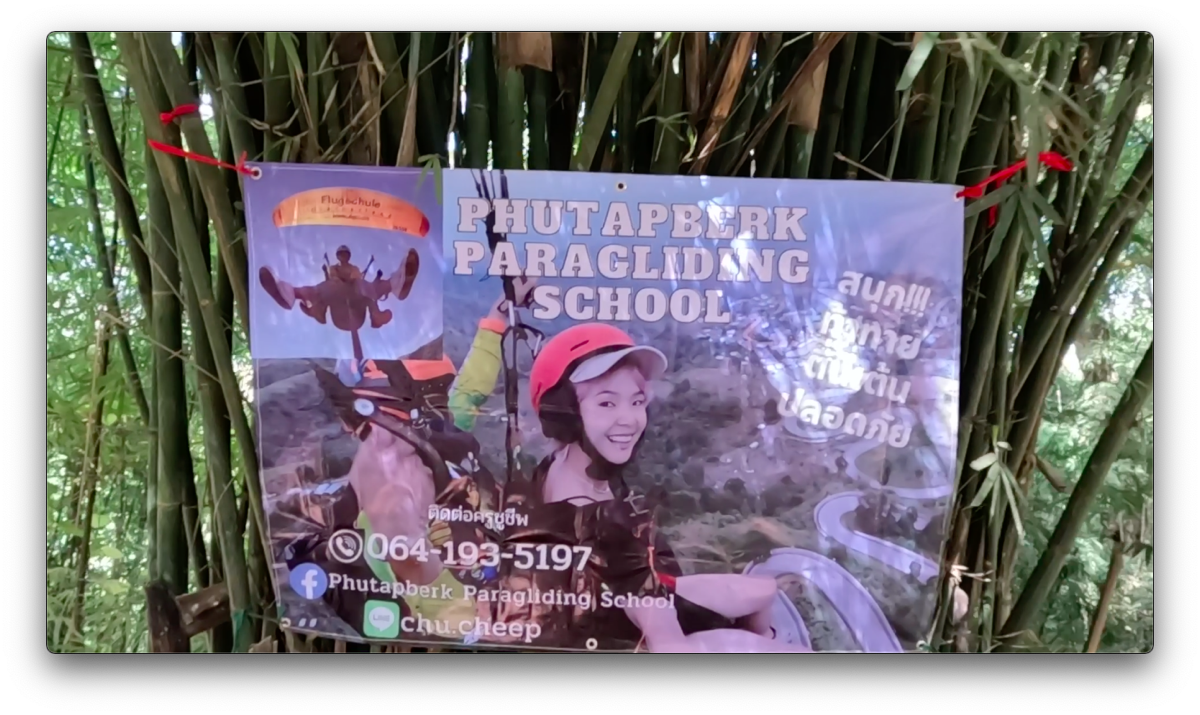 Flugschule
PHUTAPBERK
PARAGLIDING
SCHOOL
สนุก!!!
ท้าทาย
ตื่นเต้น
ปลอดภัย
ติดต่อครูชูชีพ
064-193-5197
Phutapberk Paragliding School
LINE
chu.cheep